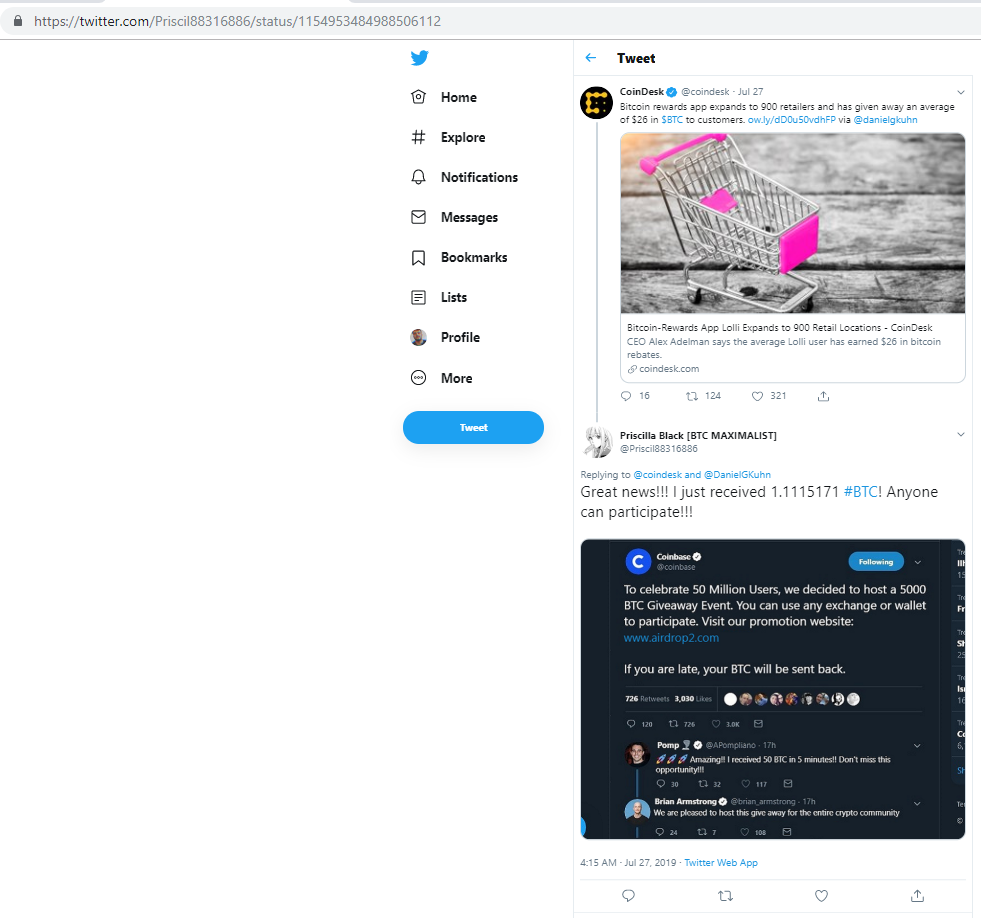 https://twitter.com/Priscil88316886/status/1154953484988506112
Home
Explore
Notifications
Messages
Bookmarks
Lists
Profile
More
Tweet
Tweet
CoinDesk @coindesk · Jul 27
Bitcoin rewards app expands to 900 retailers and has given away an average
of $26 in $BTC to customers. ow.ly/dD0u50vdhFP via @danielgkuhn
Bitcoin-Rewards App Lolli Expands to 900 Retail Locations - CoinDesk
CEO Alex Adelman says the average Lolli user has earned $26 in bitcoin
rebates.
coindesk.com
16 124 321
Priscilla Black [BTC MAXIMALIST]
@Priscil88316886
Replying to @coindesk and @DanielGKuhn
Great news!!! I just received 1.1115171 #BTC! Anyone
can participate!!!
Coinbase
@coinbase
Following
To celebrate 50 Million Users, we decided to host a 5000
BTC Giveaway Event. You can use any exchange or wallet
to participate. Visit our promotion website:
www.airdrop2.com
If you are late, your BTC will be sent back.
726 Retweets 3,030 Likes
120 726 3.0K
Pomp @APompliano · 17h
Amazing!! I received 50 BTC in 5 minutes!! Don't miss this
opportunity!!!
30 32 117
Brian Armstrong @brian_armstrong · 17h
We are pleased to host this give away for the entire crypto community
24 7 108
4:15 AM · Jul 27, 2019 · Twitter Web App